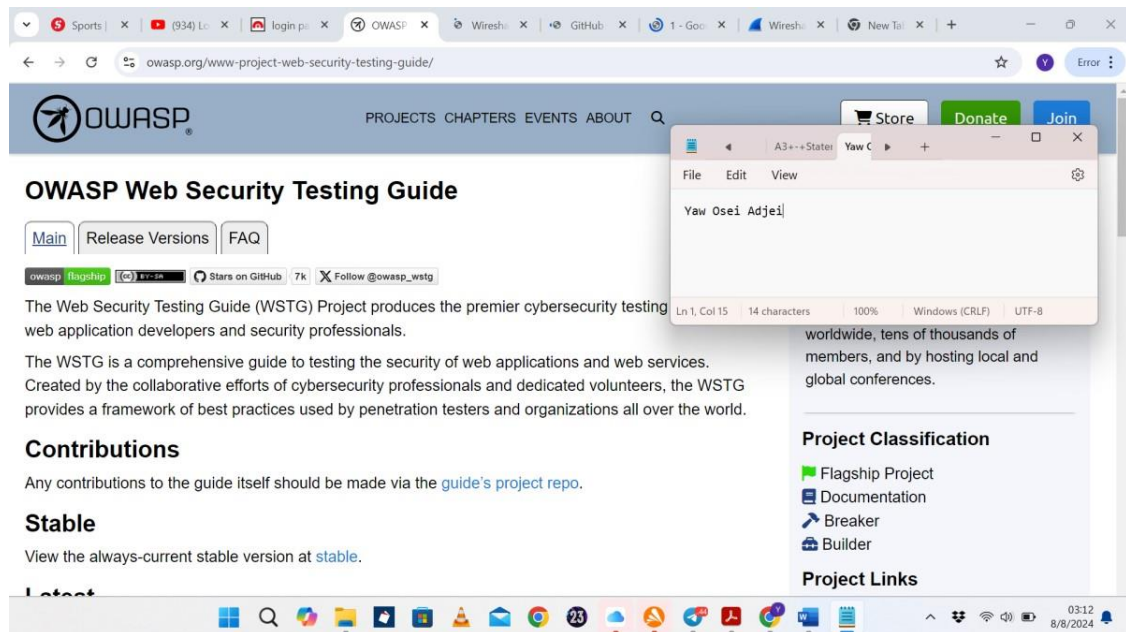 Sports |
(934) Lo
login pa
OWASP
Wiresha
GitHub
1 - Goo
Wiresha
New Tal
owasp.org/www-project-web-security-testing-guide/
Y
Error
OWASP
PROJECTS CHAPTERS EVENTS ABOUT
Store
Donate
Join
A3+-+Stater
Yaw C
File Edit View
Yaw Osei Adjei
Ln 1, Col 15 14 characters 100% Windows (CRLF) UTF-8
OWASP Web Security Testing Guide
Main
Release Versions
FAQ
owasp flagship
(cc) BY-SA
Stars on GitHub 7k
Follow @owasp_wstg
The Web Security Testing Guide (WSTG) Project produces the premier cybersecurity testing
web application developers and security professionals.
The WSTG is a comprehensive guide to testing the security of web applications and web services.
Created by the collaborative efforts of cybersecurity professionals and dedicated volunteers, the WSTG
provides a framework of best practices used by penetration testers and organizations all over the world.
Contributions
Any contributions to the guide itself should be made via the guide's project repo.
Stable
View the always-current stable version at stable.
Latest
worldwide, tens of thousands of
members, and by hosting local and
global conferences.
Project Classification
Flagship Project
Documentation
Breaker
Builder
Project Links
23
03:12
8/8/2024